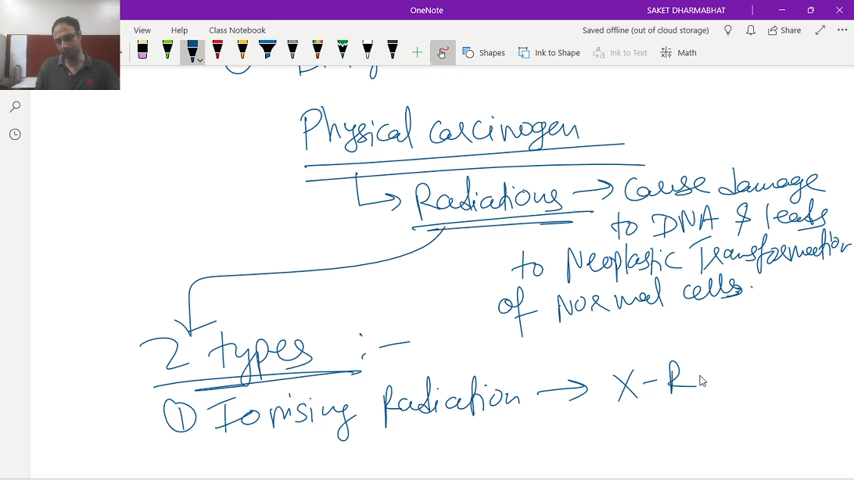 OneNote
SAKET DHARMABHAT
View Help Class Notebook
Saved offline (out of cloud storage) Share
Shapes Ink to Shape Ink to Text Math
Physical carcinogen
Radiations → Cause damage
to DNA & leads
to Neoplastic Transformation
of Normal cells.
2 types :-
① Ionising Radiation → X-R